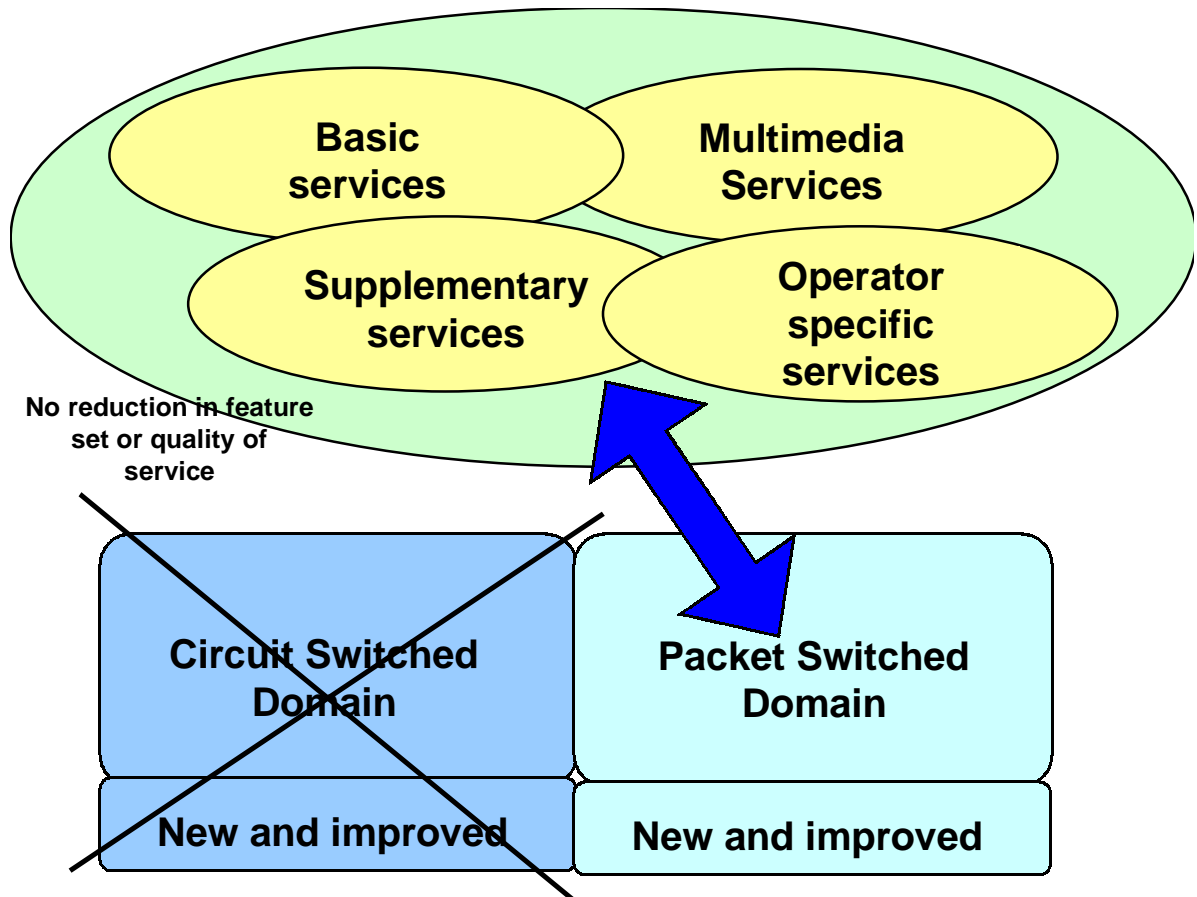 Basic
services
Multimedia
Services
Supplementary
services
Operator
specific
services
No reduction in feature
set or quality of
service
Circuit Switched
Domain
Packet Switched
Domain
New and improved
New and improved